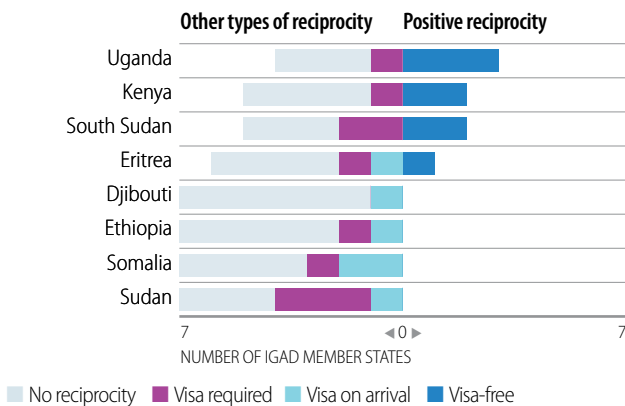 Other types of reciprocity Positive reciprocity
Uganda
Kenya
South Sudan
Eritrea
Djibouti
Ethiopia
Somalia
Sudan
7 ◄ 0 ► 7
NUMBER OF IGAD MEMBER STATES
No reciprocity Visa required Visa on arrival Visa-free